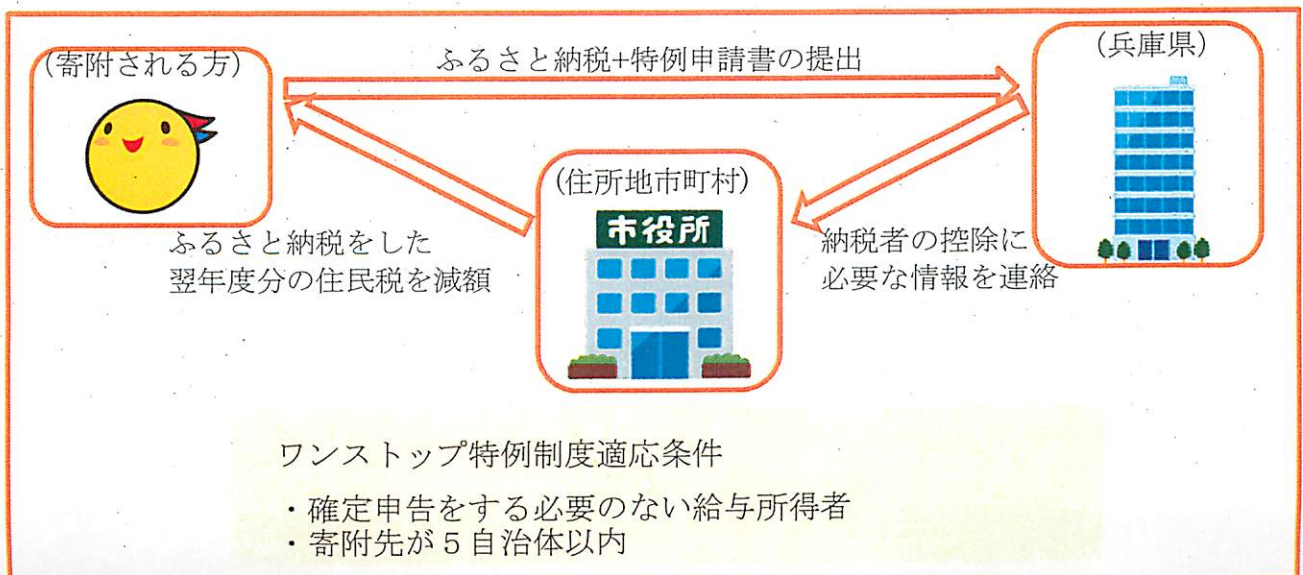 (寄附される方)
ふるさと納税+特例申請書の提出
(兵庫県)
(住所地市町村)
市役所
ふるさと納税をした
翌年度分の住民税を減額
納税者の控除に
必要な情報を連絡
ワンストップ特例制度適応条件
・確定申告をする必要のない給与所得者
・寄附先が5自治体以内